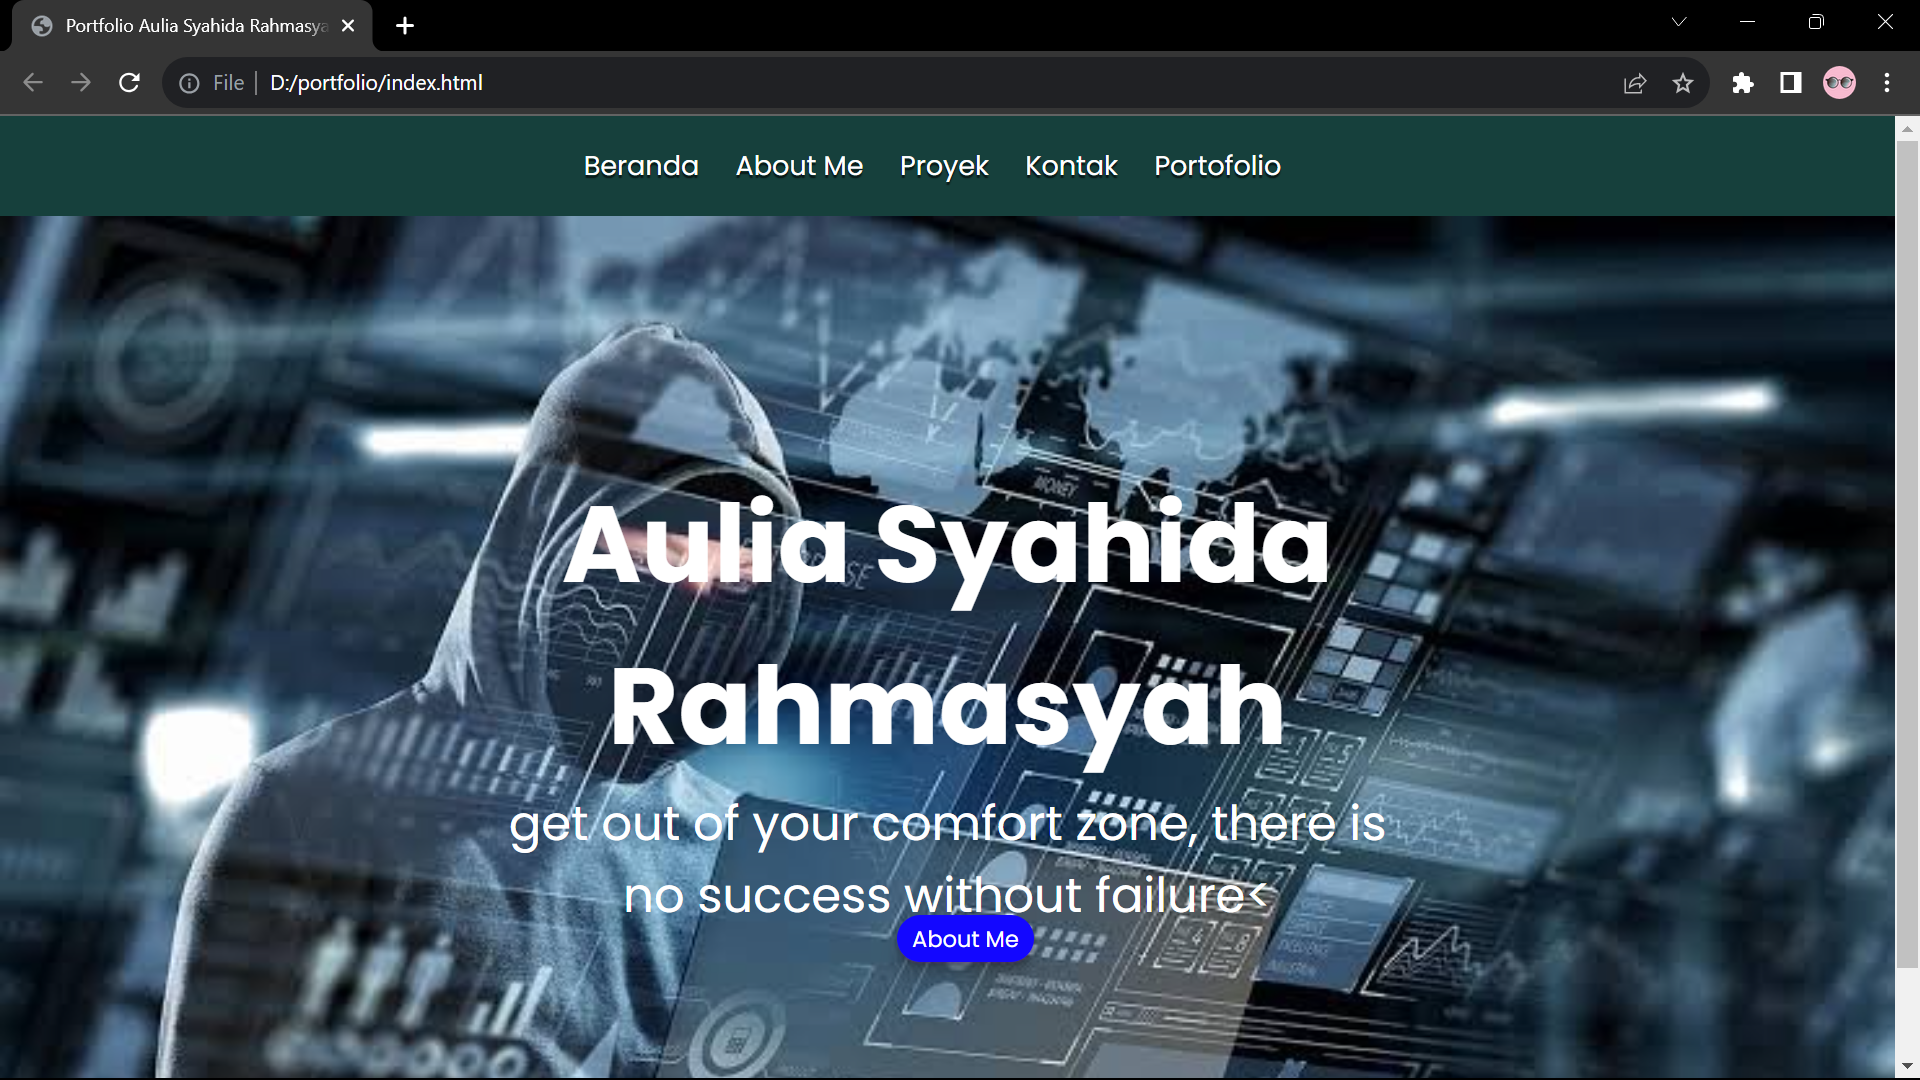 Portfolio Aulia Syahida Rahmasya
File D:/portfolio/index.html
Beranda About Me Proyek Kontak Portofolio
MONEY
Aulia Syahida
Rahmasyah
get out of your comfort zone, there is
no success without failure<
About Me